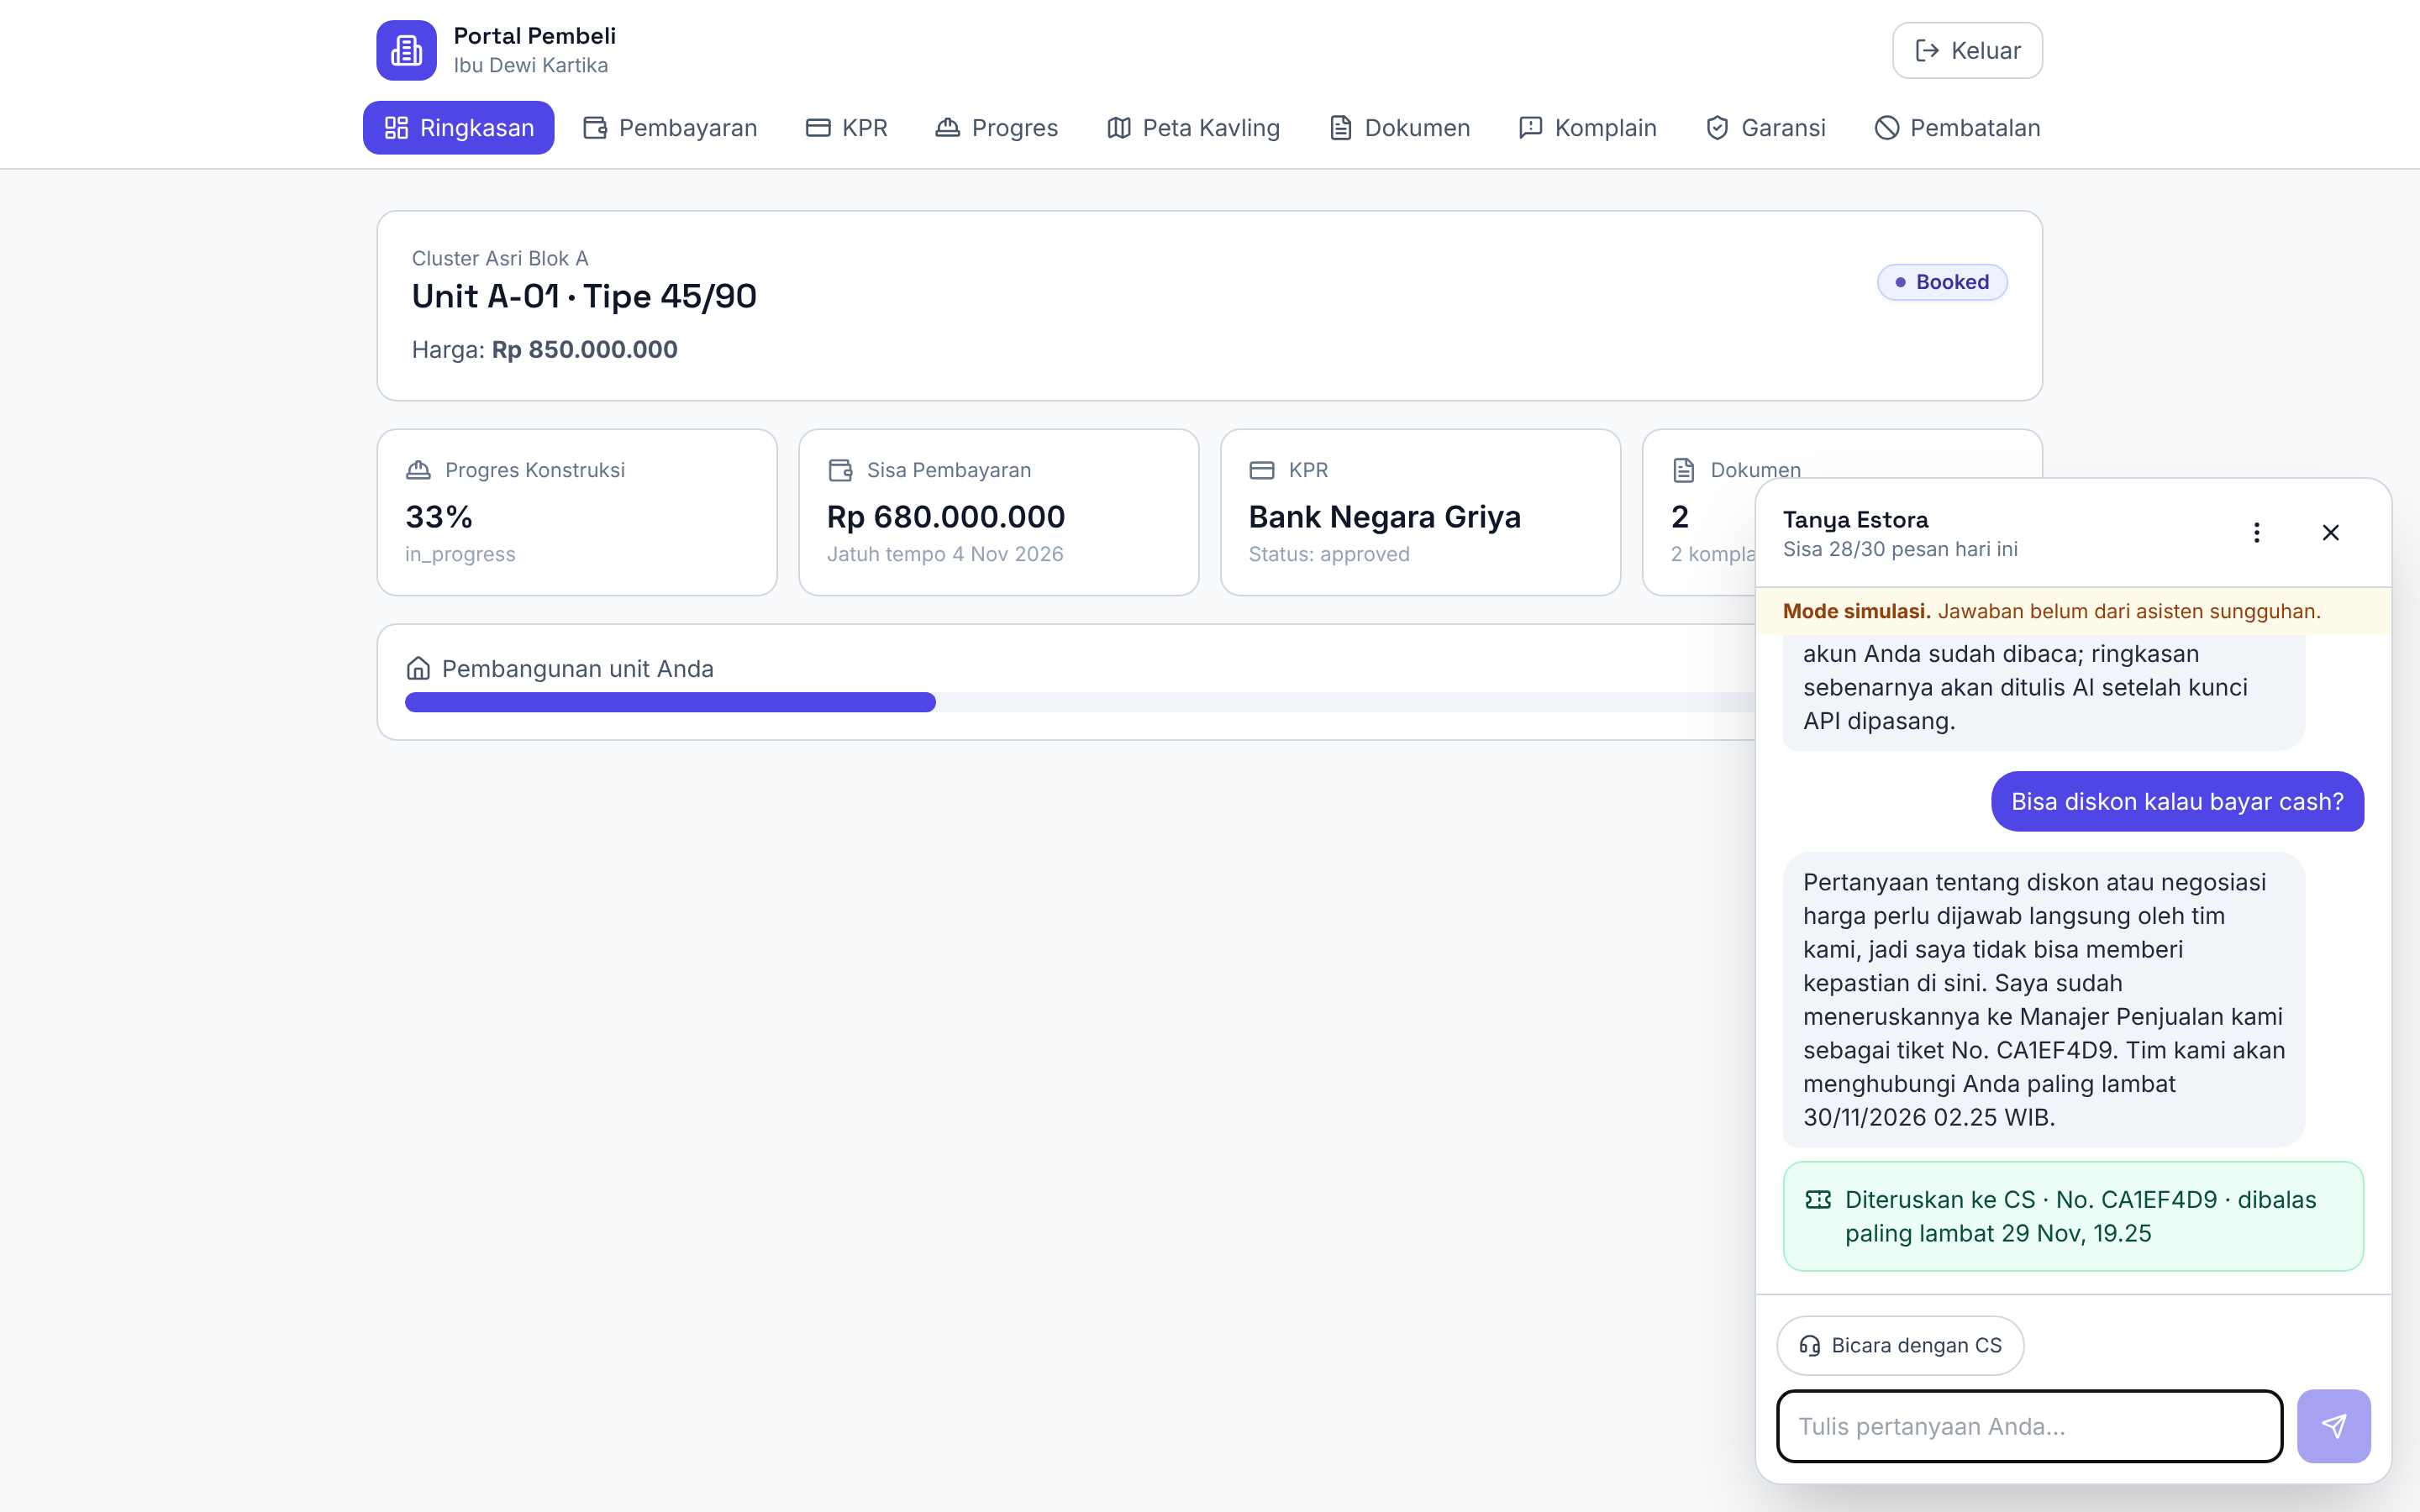 Portal Pembeli
Ibu Dewi Kartika
Keluar
Ringkasan
Pembayaran
KPR
Progres
Peta Kavling
Dokumen
Komplain
Garansi
Pembatalan
Cluster Asri Blok A
Unit A-01 · Tipe 45/90
Harga: Rp 850.000.000
Booked
Progres Konstruksi
33%
in_progress
Sisa Pembayaran
Rp 680.000.000
Jatuh tempo 4 Nov 2026
KPR
Bank Negara Griya
Status: approved
Dokumen
2
2
Pembangunan unit Anda
Tanya Estora
Sisa 28/30 pesan hari ini
Mode simulasi. Jawaban belum dari asisten sungguhan.
akun Anda sudah dibaca; ringkasan
sebenarnya akan ditulis AI setelah kunci
API dipasang.
Bisa diskon kalau bayar cash?
Pertanyaan tentang diskon atau negosiasi
harga perlu dijawab langsung oleh tim
kami, jadi saya tidak bisa memberi
kepastian di sini. Saya sudah
meneruskannya ke Manajer Penjualan kami
sebagai tiket No. CA1EF4D9. Tim kami akan
menghubungi Anda paling lambat
30/11/2026 02.25 WIB.
Diteruskan ke CS · No. CA1EF4D9 · dibalas
paling lambat 29 Nov, 19.25
Bicara dengan CS
Tulis pertanyaan Anda...